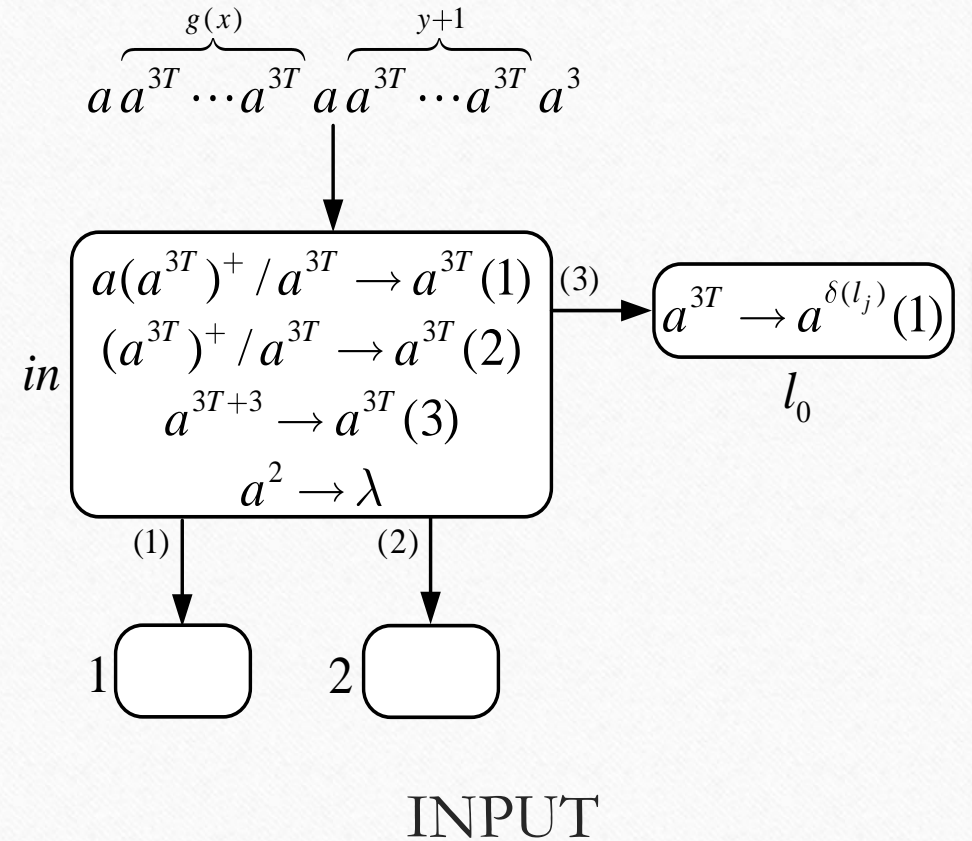 g(x) y+1
a a^{3T} ⋯ a^{3T} a a^{3T} ⋯ a^{3T} a^3
a(a^{3T})^+ / a^{3T} → a^{3T} (1)
(a^{3T})^+ / a^{3T} → a^{3T} (2)
a^{3T+3} → a^{3T} (3)
a^2 → λ
in
(3)
a^{3T} → a^{δ(l_j)} (1)
l_0
(1) (2)
1 2
INPUT